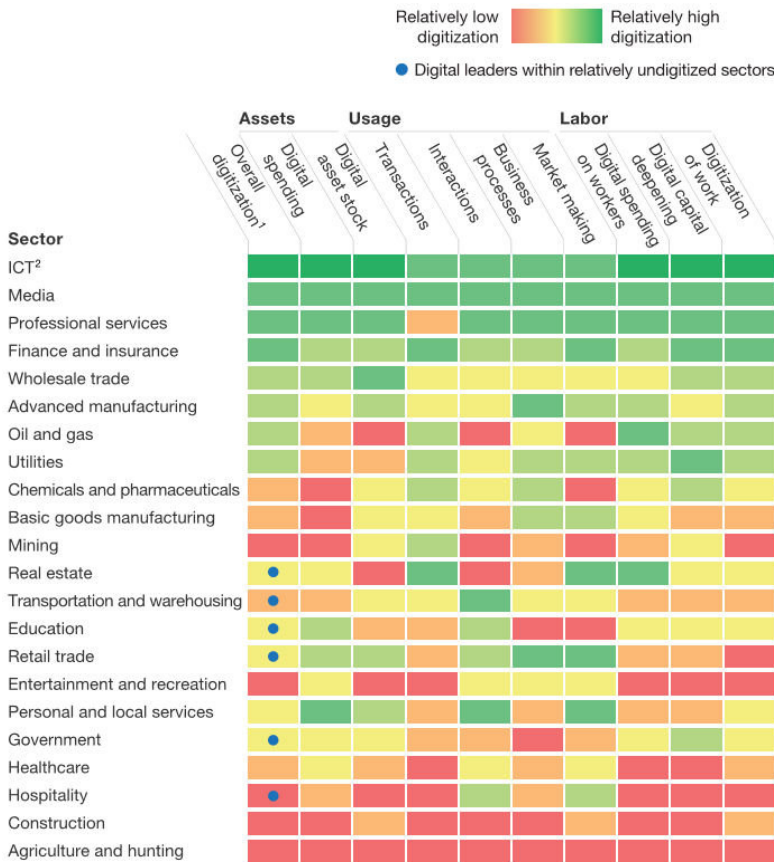 Relatively low
digitization
Relatively high
digitization
Digital leaders within relatively undigitized sectors
Assets
Usage
Labor
Overall
digitization¹
Digital
spending
Digital
asset stock
Transactions
Interactions
Business
processes
Market making
Digital spending
on workers
Digital capital
deepening
Digitization
of work
Sector
ICT²
Media
Professional services
Finance and insurance
Wholesale trade
Advanced manufacturing
Oil and gas
Utilities
Chemicals and pharmaceuticals
Basic goods manufacturing
Mining
Real estate
Transportation and warehousing
Education
Retail trade
Entertainment and recreation
Personal and local services
Government
Healthcare
Hospitality
Construction
Agriculture and hunting